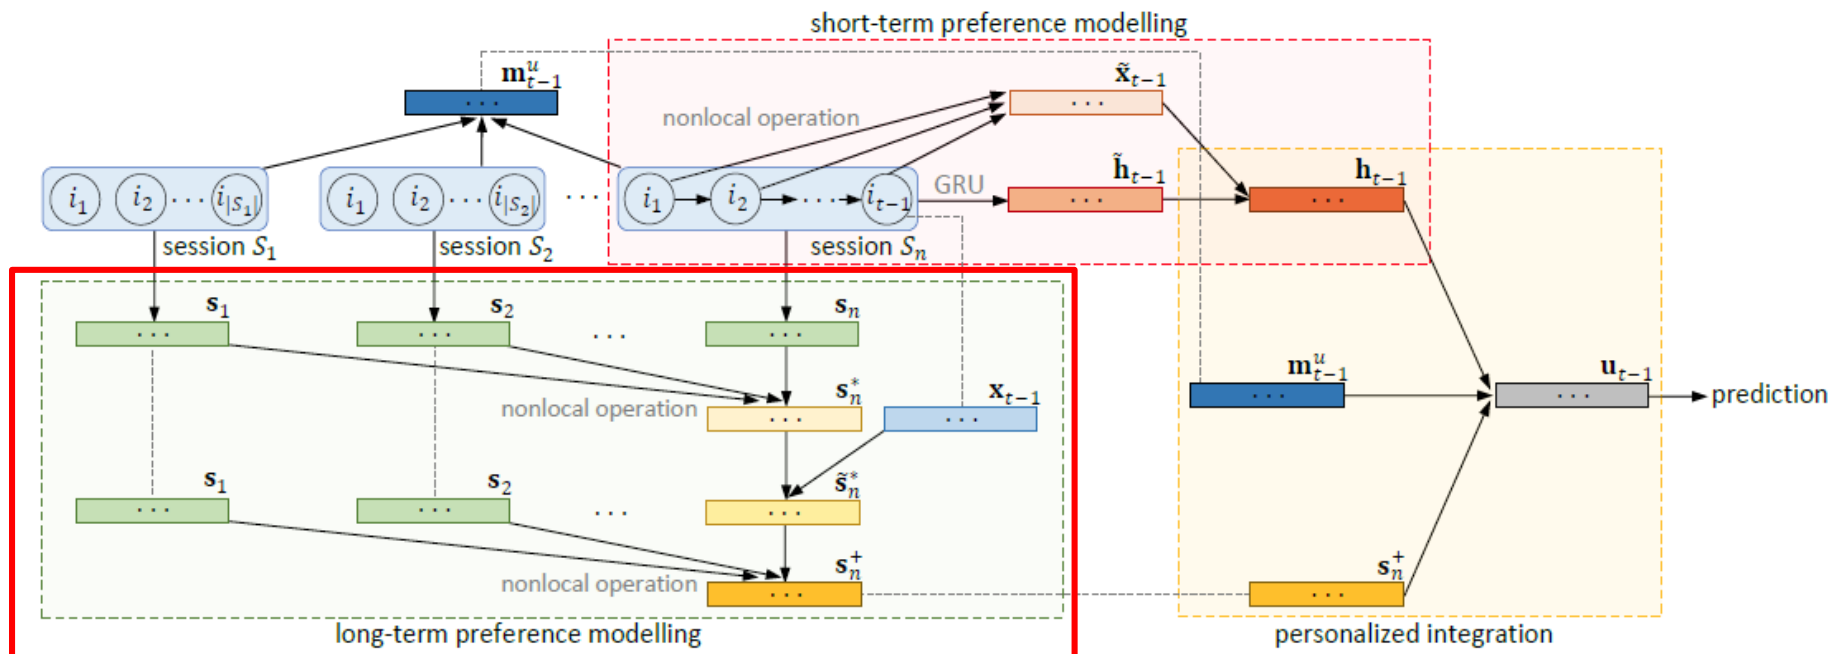 short-term preference modelling
m^u_{t−1}
· · ·
x̃_{t−1}
· · ·
nonlocal operation
i_1 i_2 · · · i_{|S_1|}
i_1 i_2 · · · i_{|S_2|}
· · ·
i_1 i_2 · · · i_{t−1}
GRU
h̃_{t−1}
· · ·
h_{t−1}
· · ·
session S_1
session S_2
session S_n
s_1
· · ·
s_2
· · ·
· · ·
s_n
· · ·
nonlocal operation
s^*_n
· · ·
x_{t−1}
· · ·
m^u_{t−1}
· · ·
u_{t−1}
· · ·
prediction
s_1
· · ·
s_2
· · ·
· · ·
s̃^*_n
· · ·
nonlocal operation
s^+_n
· · ·
s^+_n
· · ·
long-term preference modelling
personalized integration